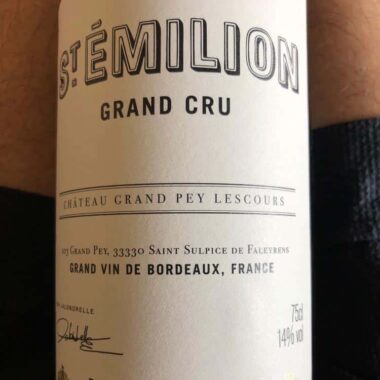 ST ÉMILION
GRAND CRU
CHÂTEAU GRAND PEY LESCOURS
103 GRAND PEY, 33330 SAINT SULPICE DE FALEYRENS
GRAND VIN DE BORDEAUX, FRANCE
75cl
14% vol